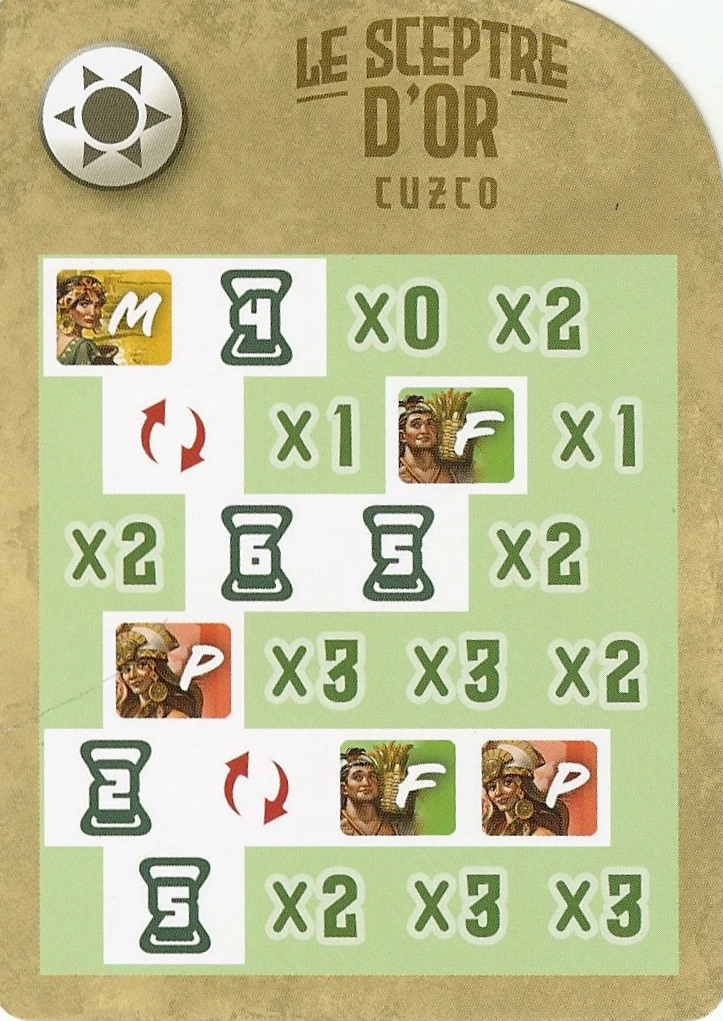 LE SCEPTRE
D'OR
CUZCO
M 4 X0 X2
X1 F X1
X2 6 5 X2
P X3 X3 X2
2 F P
5 X2 X3 X3